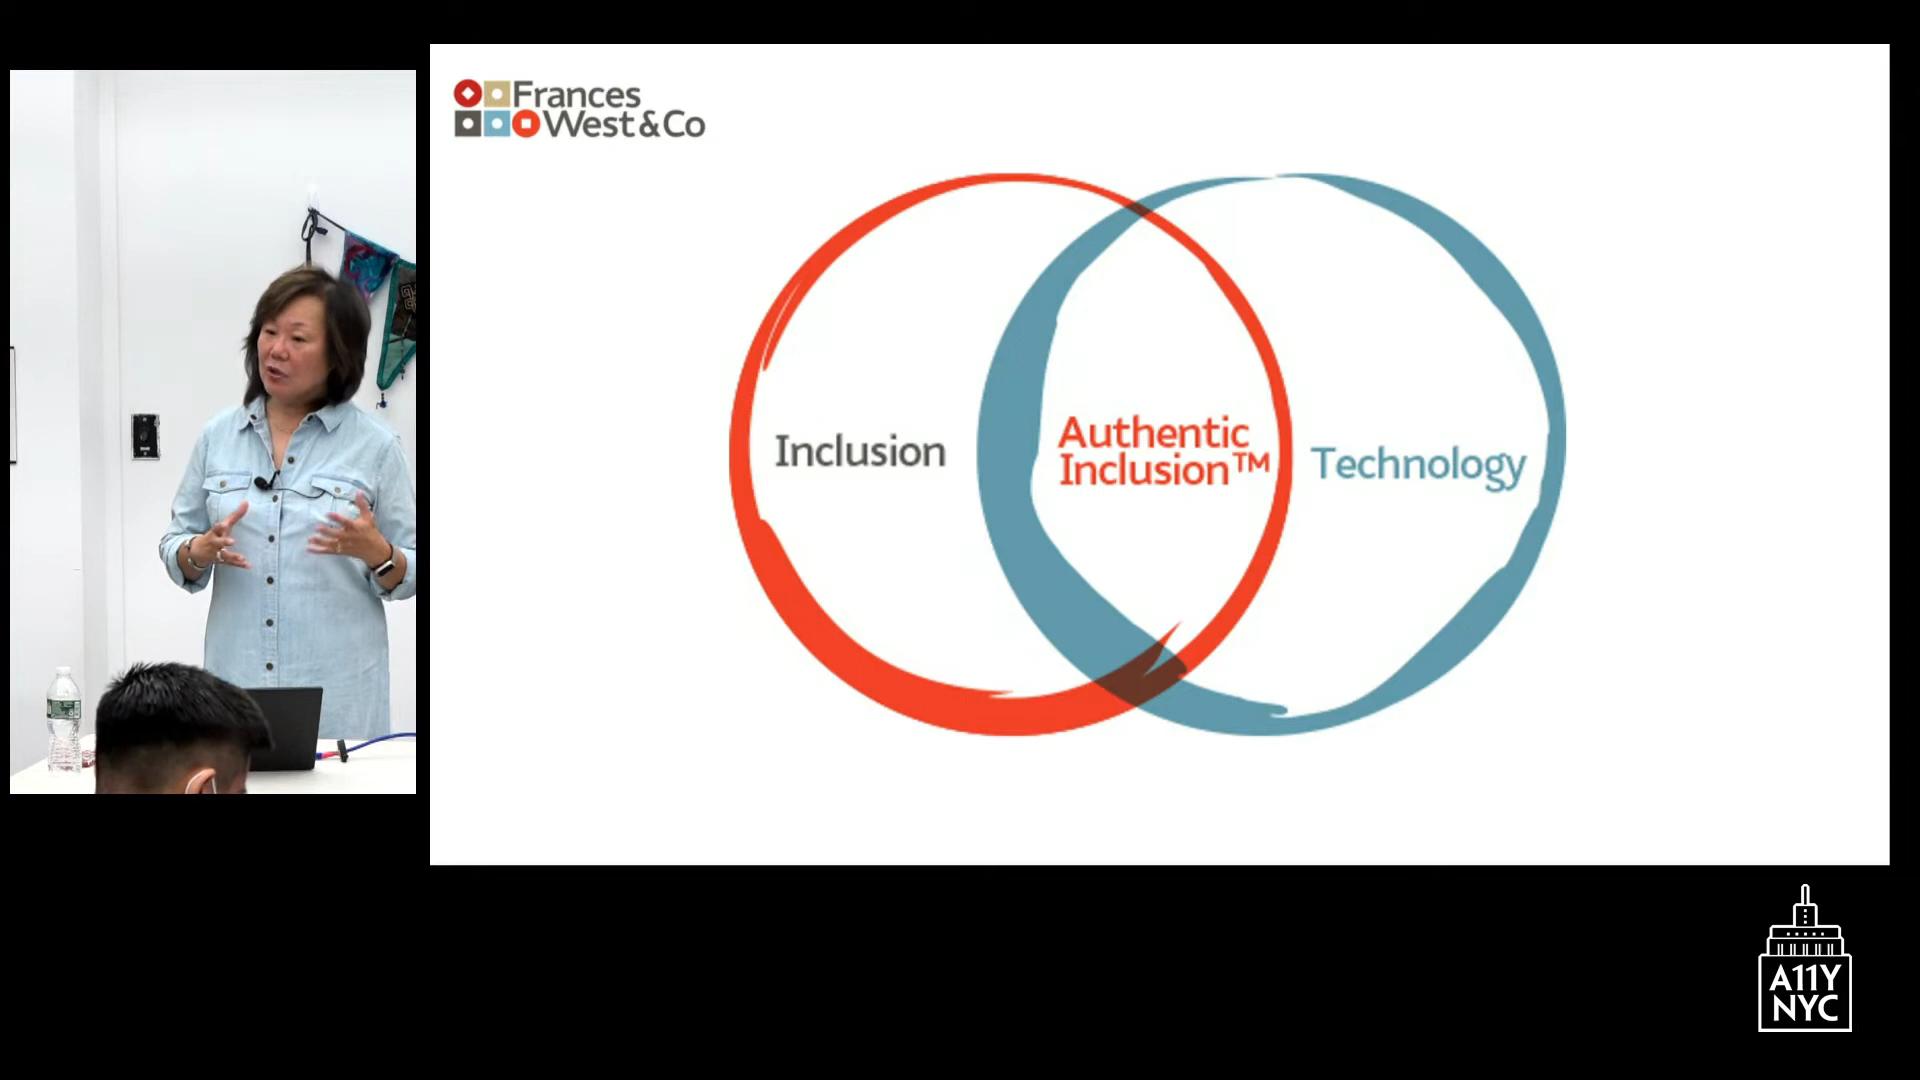 Frances
West & Co
Inclusion
Authentic
Inclusion™
Technology
A11Y
NYC